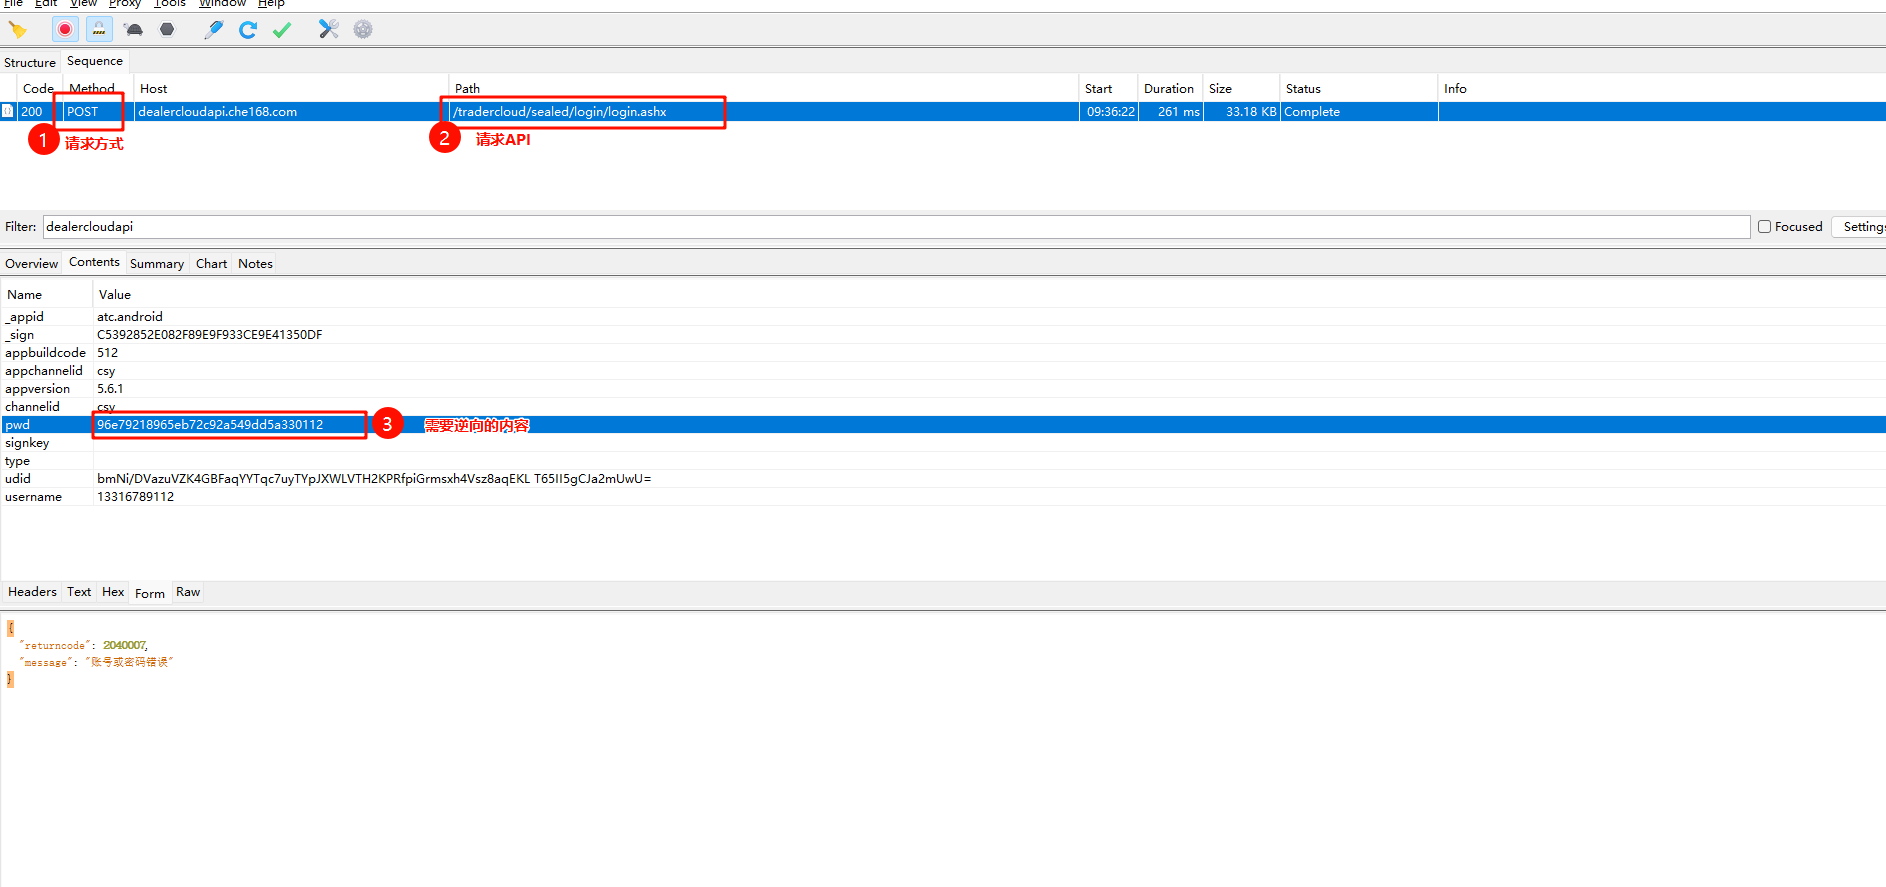 File Edit View Proxy Tools Window Help
Structure Sequence
Code Method Host Path Start Duration Size Status Info
200 POST dealercloudapi.che168.com /tradercloud/sealed/login/login.ashx 09:36:22 261 ms 33.18 KB Complete
1 请求方式 2 请求API
Filter: dealercloudapi Focused Settings
Overview Contents Summary Chart Notes
Name Value
_appid atc.android
_sign C5392852E082F89E9F933CE9E41350DF
appbuildcode 512
appchannelid csy
appversion 5.6.1
channelid csy
pwd 96e79218965eb72c92a549dd5a330112 3 需要逆向的内容
signkey
type
udid bmNi/DVazuVZK4GBFaqYYTqc7uyTYpJXWLVTH2KPRfpiGrmsxh4Vsz8aqEKL T65II5gCJa2mUwU=
username 13316789112
Headers Text Hex Form Raw
{
"returncode": 2040007,
"message": "账号或密码错误"
}